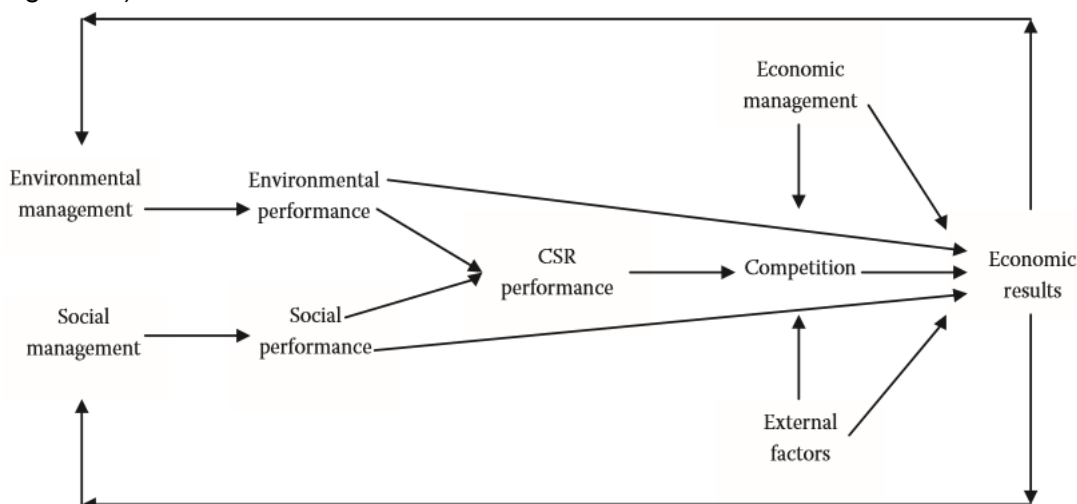 Economic
management
Environmental
management
Environmental
performance
CSR
performance
Competition
Economic
results
Social
management
Social
performance
External
factors